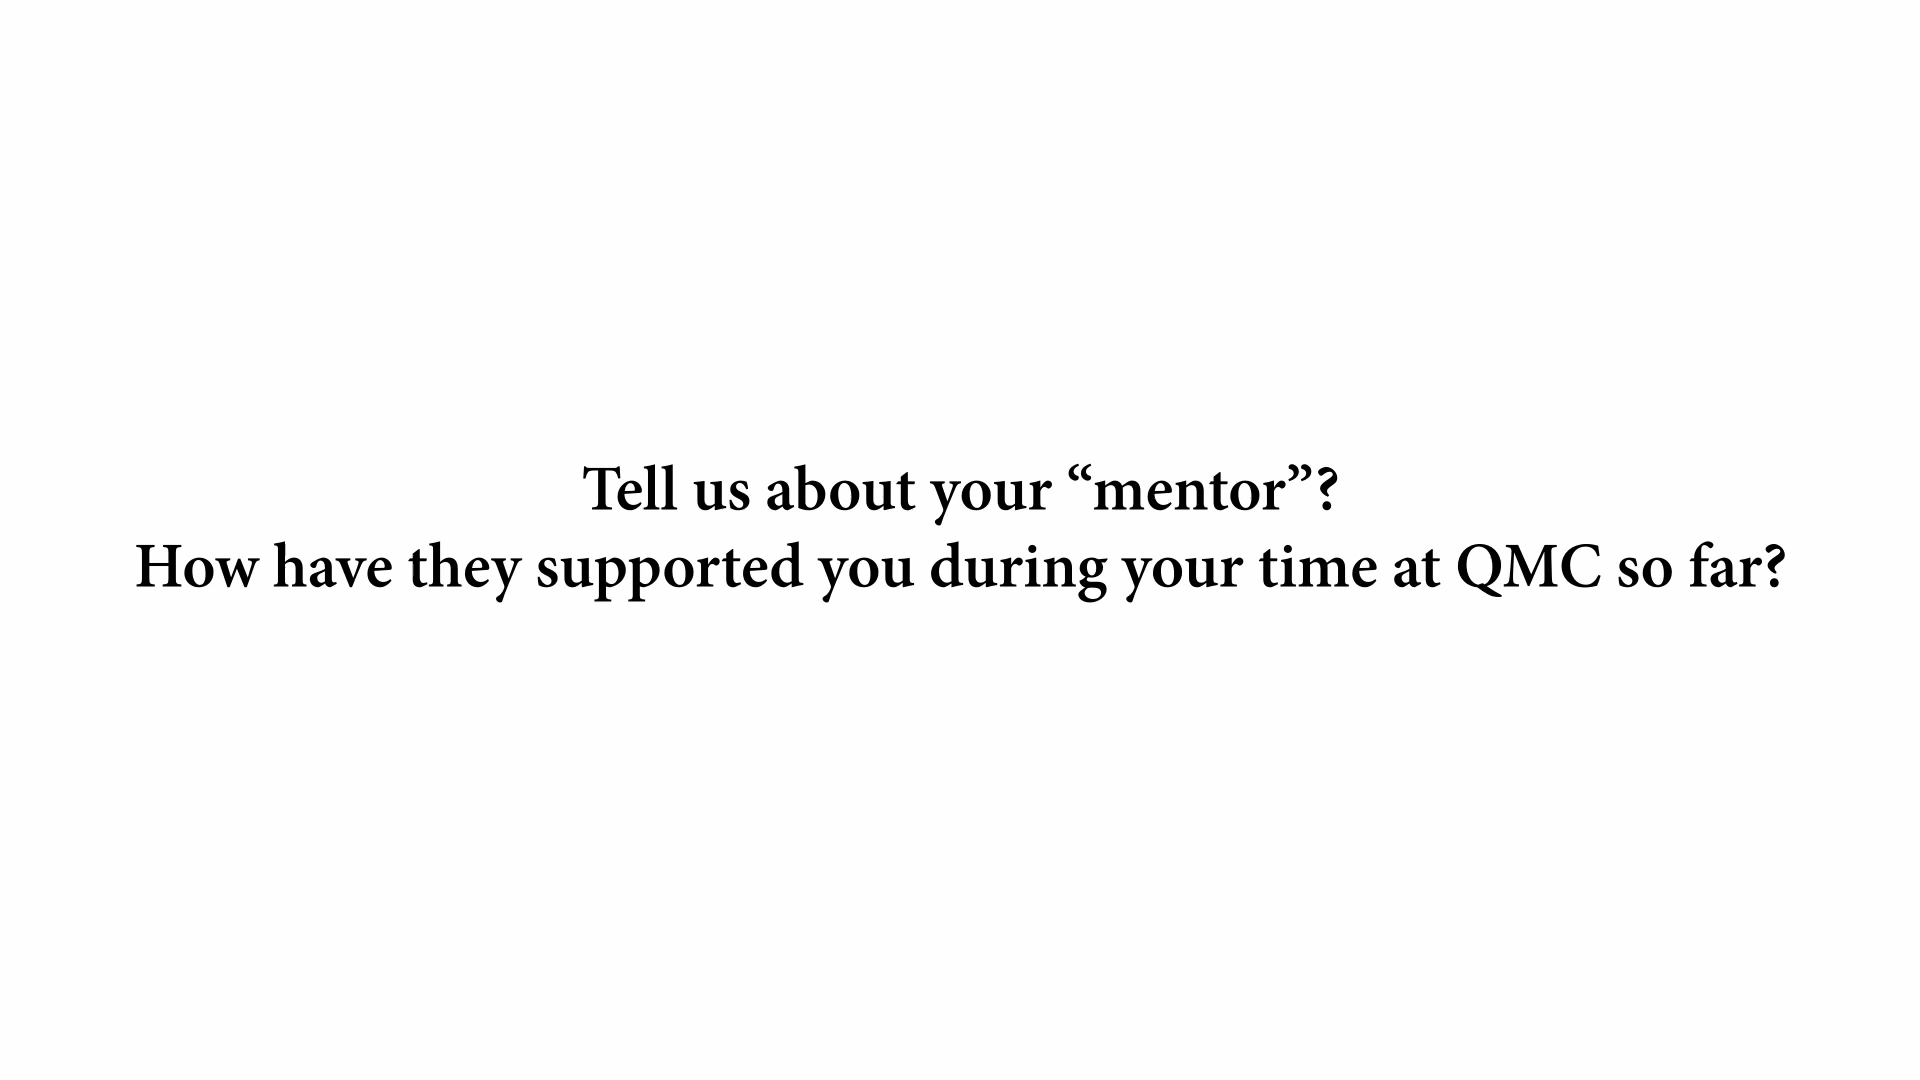 Tell us about your “mentor”?
How have they supported you during your time at QMC so far?